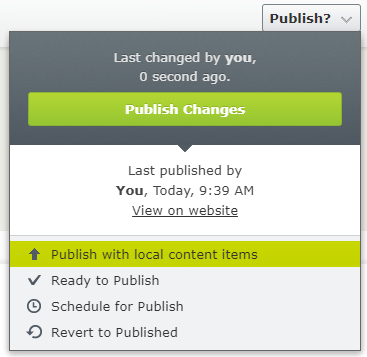 Publish?
Last changed by you,
0 second ago.
Publish Changes
Last published by
You, Today, 9:39 AM
View on website
Publish with local content items
Ready to Publish
Schedule for Publish
Revert to Published